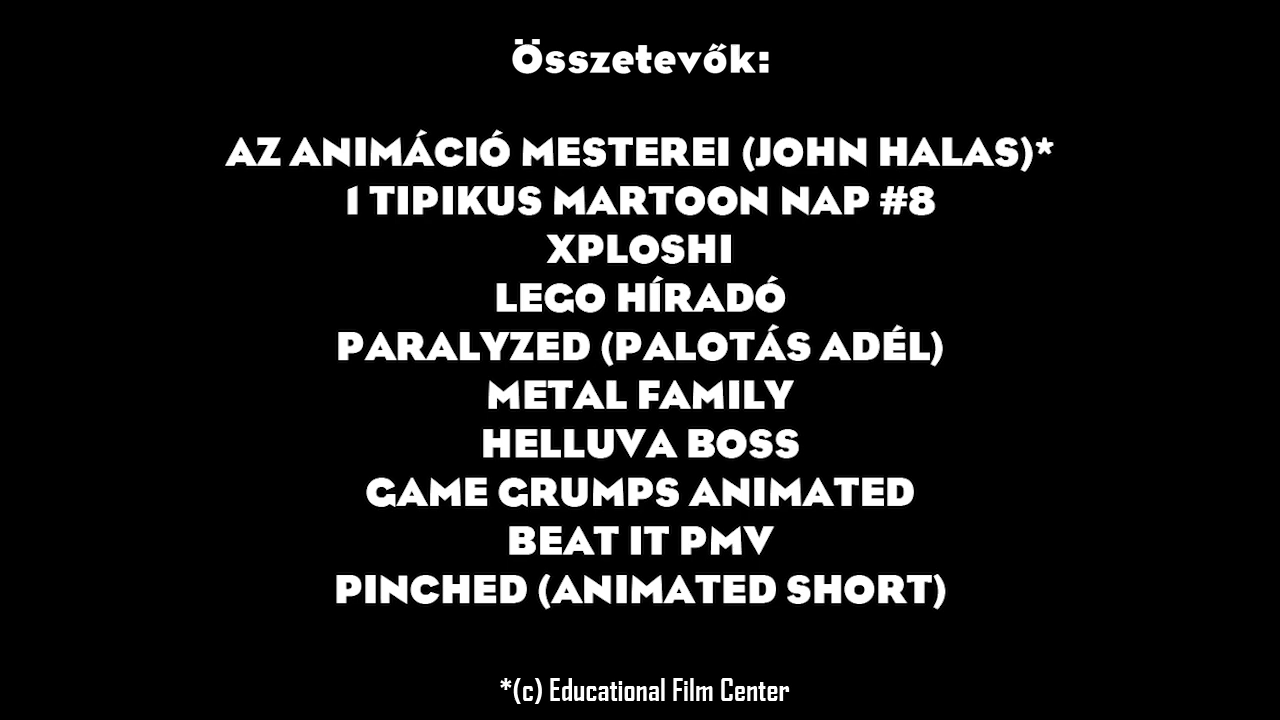 Összetevők:
AZ ANIMÁCIÓ MESTEREI (JOHN HALAS)*
1 TIPIKUS MARTOON NAP #8
XPLOSHI
LEGO HÍRADÓ
PARALYZED (PALOTÁS ADÉL)
METAL FAMILY
HELLUVA BOSS
GAME GRUMPS ANIMATED
BEAT IT PMV
PINCHED (ANIMATED SHORT)
*(c) Educational Film Center